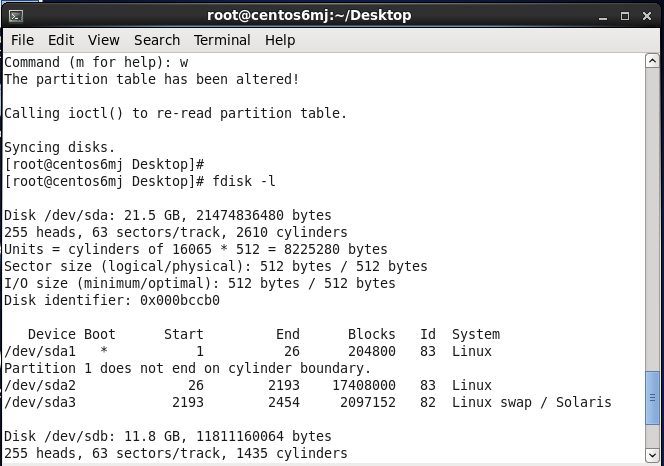 root@centos6mj:~/Desktop
File Edit View Search Terminal Help
Command (m for help): w
The partition table has been altered!
Calling ioctl() to re-read partition table.
Syncing disks.
[root@centos6mj Desktop]#
[root@centos6mj Desktop]# fdisk -l
Disk /dev/sda: 21.5 GB, 21474836480 bytes
255 heads, 63 sectors/track, 2610 cylinders
Units = cylinders of 16065 * 512 = 8225280 bytes
Sector size (logical/physical): 512 bytes / 512 bytes
I/O size (minimum/optimal): 512 bytes / 512 bytes
Disk identifier: 0x000bccb0
   Device Boot      Start         End      Blocks   Id  System
/dev/sda1   *           1          26      204800   83  Linux
Partition 1 does not end on cylinder boundary.
/dev/sda2              26        2193    17408000   83  Linux
/dev/sda3            2193        2454     2097152   82  Linux swap / Solaris
Disk /dev/sdb: 11.8 GB, 11811160064 bytes
255 heads, 63 sectors/track, 1435 cylinders